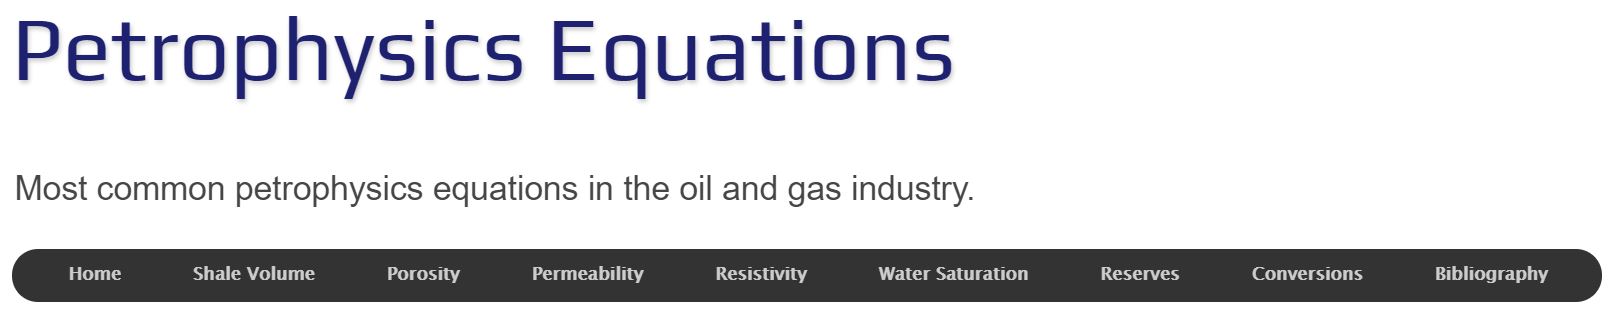 Petrophysics Equations
Most common petrophysics equations in the oil and gas industry.
Home Shale Volume Porosity Permeability Resistivity Water Saturation Reserves Conversions Bibliography